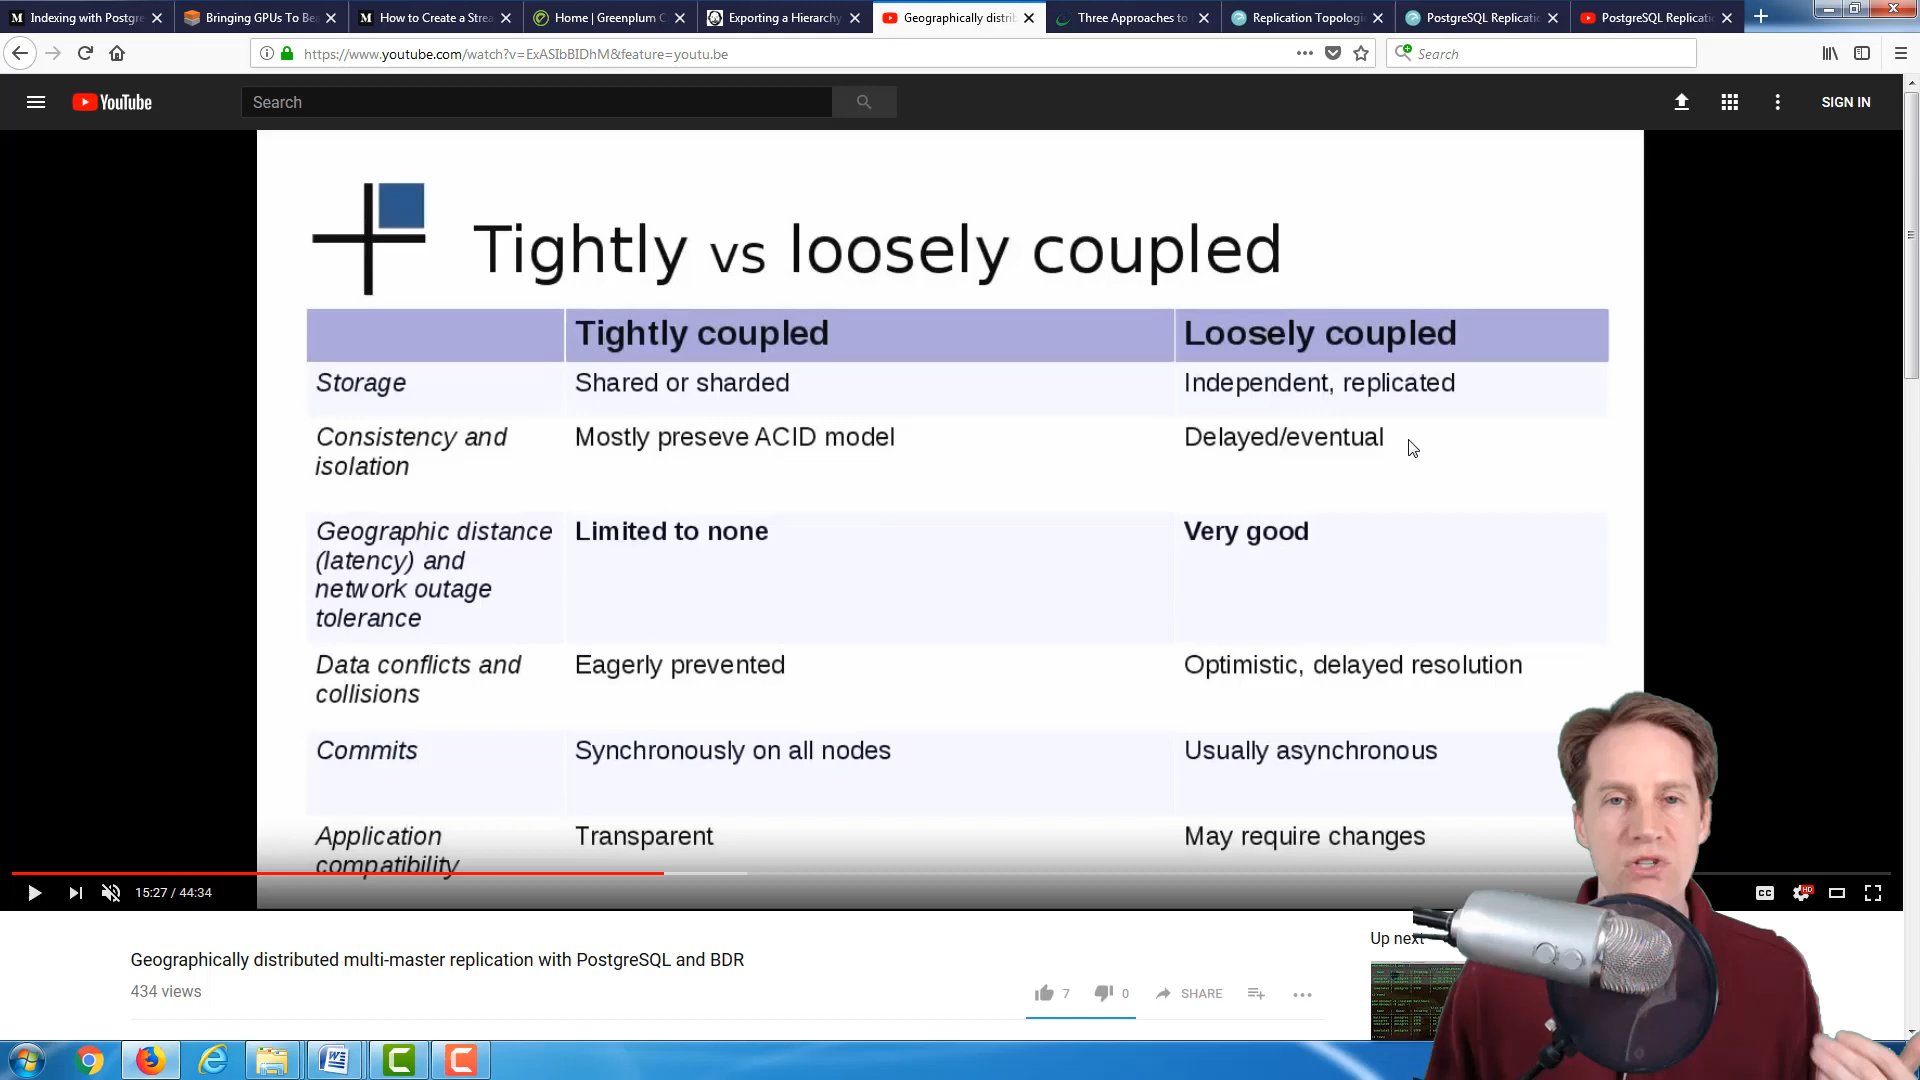 Indexing with Postgre
Bringing GPUs To Be
How to Create a Strea
Home | Greenplum
Exporting a Hierarchy
Geographically distrib
Three Approaches to
Replication Topologi
PostgreSQL Replicati
PostgreSQL Replicati
https://www.youtube.com/watch?v=ExASIbBIDhM&feature=youtu.be
Search
YouTube
Search
SIGN IN
Tightly vs loosely coupled
Tightly coupled Loosely coupled
Storage Shared or sharded Independent, replicated
Consistency and Mostly preseve ACID model Delayed/eventual
isolation
Geographic distance Limited to none Very good
(latency) and
network outage
tolerance
Data conflicts and Eagerly prevented Optimistic, delayed resolution
collisions
Commits Synchronously on all nodes Usually asynchronous
Application Transparent May require changes
compatibility
15:27 / 44:34
CC
HD
Geographically distributed multi-master replication with PostgreSQL and BDR
434 views
7
0
SHARE
Up next